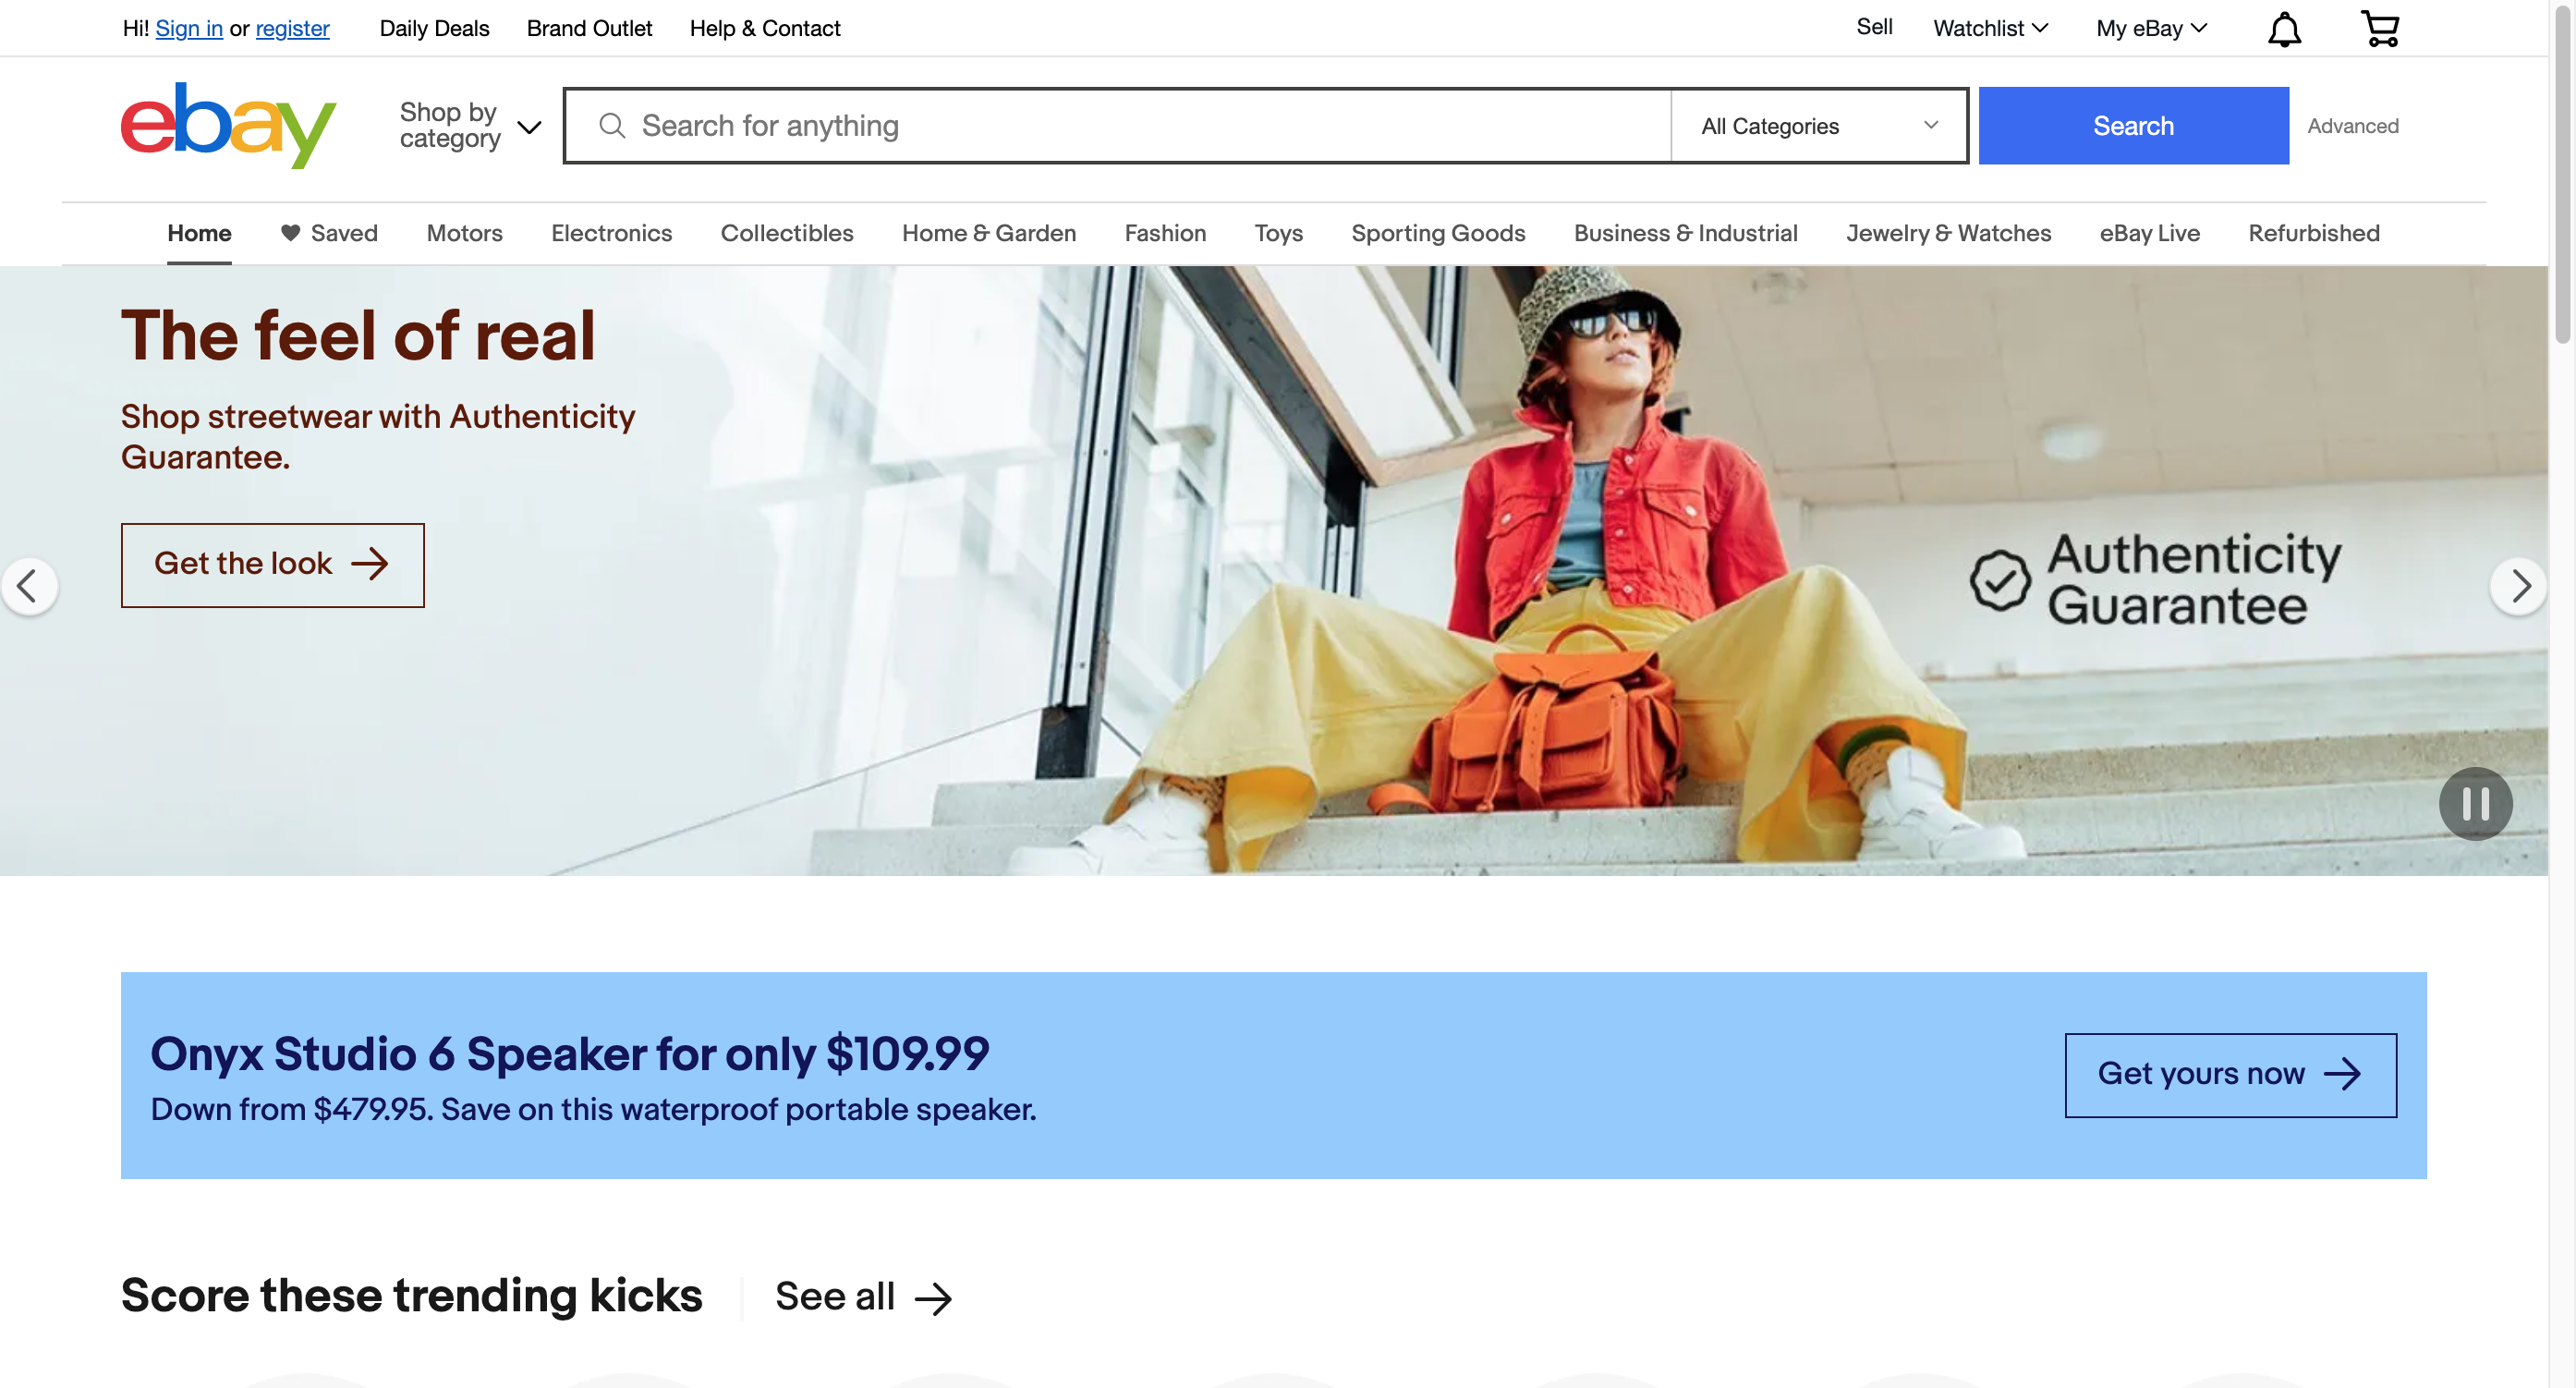 Hi! Sign in or register Daily Deals Brand Outlet Help & Contact Sell Watchlist My eBay
ebay
Shop by
category
Search for anything
All Categories
Search
Advanced
Home Saved Motors Electronics Collectibles Home & Garden Fashion Toys Sporting Goods Business & Industrial Jewelry & Watches eBay Live Refurbished
The feel of real
Shop streetwear with Authenticity
Guarantee.
Get the look
Authenticity
Guarantee
Onyx Studio 6 Speaker for only $109.99
Down from $479.95. Save on this waterproof portable speaker.
Get yours now
Score these trending kicks
See all